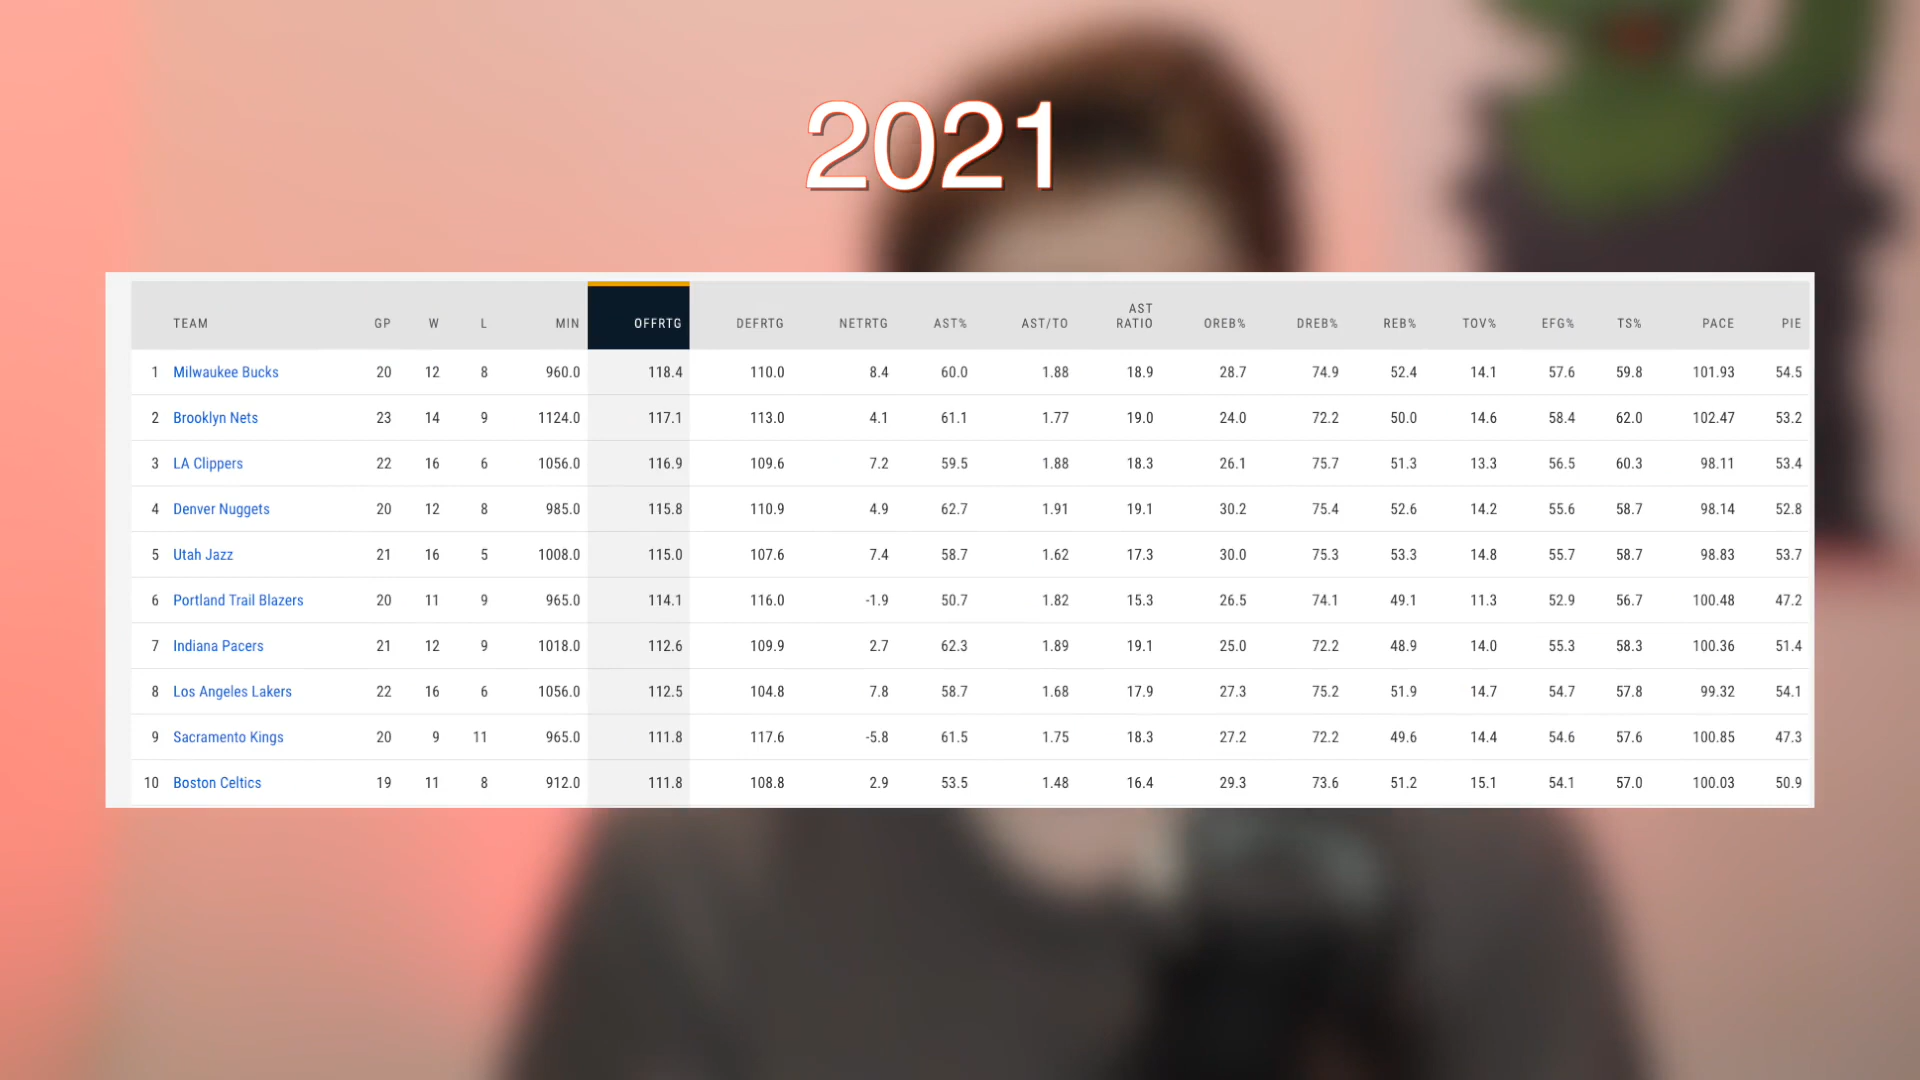 2021
TEAM GP W L MIN OFFRTG DEFRTG NETRTG AST% AST/TO AST RATIO OREB% DREB% REB% TOV% EFG% TS% PACE PIE
1 Milwaukee Bucks 20 12 8 960.0 118.4 110.0 8.4 60.0 1.88 18.9 28.7 74.9 52.4 14.1 57.6 59.8 101.93 54.5
2 Brooklyn Nets 23 14 9 1124.0 117.1 113.0 4.1 61.1 1.77 19.0 24.0 72.2 50.0 14.6 58.4 62.0 102.47 53.2
3 LA Clippers 22 16 6 1056.0 116.9 109.6 7.2 59.5 1.88 18.3 26.1 75.7 51.3 13.3 56.5 60.3 98.11 53.4
4 Denver Nuggets 20 12 8 985.0 115.8 110.9 4.9 62.7 1.91 19.1 30.2 75.4 52.6 14.2 55.6 58.7 98.14 52.8
5 Utah Jazz 21 16 5 1008.0 115.0 107.6 7.4 58.7 1.62 17.3 30.0 75.3 53.3 14.8 55.7 58.7 98.83 53.7
6 Portland Trail Blazers 20 11 9 965.0 114.1 116.0 -1.9 50.7 1.82 15.3 26.5 74.1 49.1 11.3 52.9 56.7 100.48 47.2
7 Indiana Pacers 21 12 9 1018.0 112.6 109.9 2.7 62.3 1.89 19.1 25.0 72.2 48.9 14.0 55.3 58.3 100.36 51.4
8 Los Angeles Lakers 22 16 6 1056.0 112.5 104.8 7.8 58.7 1.68 17.9 27.3 75.2 51.9 14.7 54.7 57.8 99.32 54.1
9 Sacramento Kings 20 9 11 965.0 111.8 117.6 -5.8 61.5 1.75 18.3 27.2 72.2 49.6 14.4 54.6 57.6 100.85 47.3
10 Boston Celtics 19 11 8 912.0 111.8 108.8 2.9 53.5 1.48 16.4 29.3 73.6 51.2 15.1 54.1 57.0 100.03 50.9